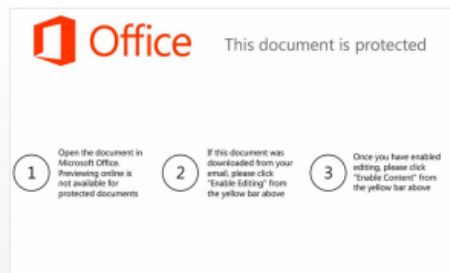 Office
This document is protected
1
Open the document in
Microsoft Office.
Previewing online is
not available for
protected documents
2
If this document was
downloaded from your
email, please click
"Enable Editing" from
the yellow bar above
3
Once you have enabled
editing, please click
"Enable Content" from
the yellow bar above